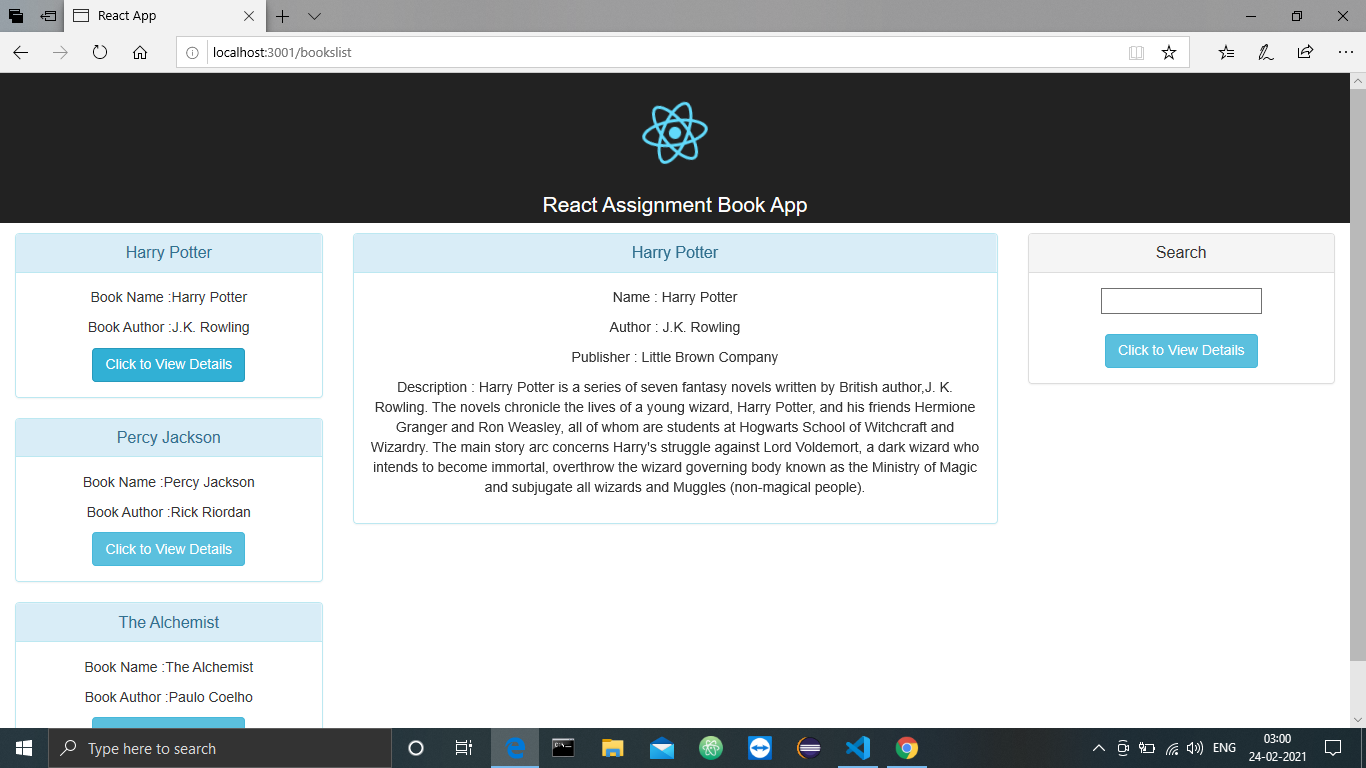 React App
localhost:3001/bookslist
React Assignment Book App
Harry Potter
Book Name :Harry Potter
Book Author :J.K. Rowling
Click to View Details
Percy Jackson
Book Name :Percy Jackson
Book Author :Rick Riordan
Click to View Details
The Alchemist
Book Name :The Alchemist
Book Author :Paulo Coelho
Harry Potter
Name : Harry Potter
Author : J.K. Rowling
Publisher : Little Brown Company
Description : Harry Potter is a series of seven fantasy novels written by British author,J. K.
Rowling. The novels chronicle the lives of a young wizard, Harry Potter, and his friends Hermione
Granger and Ron Weasley, all of whom are students at Hogwarts School of Witchcraft and
Wizardry. The main story arc concerns Harry's struggle against Lord Voldemort, a dark wizard who
intends to become immortal, overthrow the wizard governing body known as the Ministry of Magic
and subjugate all wizards and Muggles (non-magical people).
Search
Click to View Details
Type here to search
ENG
03:00
24-02-2021